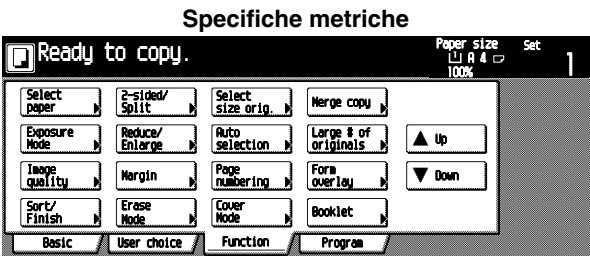 Specifiche metriche
Ready to copy.
Paper size
A4
100%
Set
1
Select
paper
2-sided/
Split
Select
size orig.
Merge copy
Exposure
Mode
Reduce/
Enlarge
Auto
selection
Large # of
originals
Up
Image
quality
Margin
Page
numbering
Form
overlay
Down
Sort/
Finish
Erase
Mode
Cover
Mode
Booklet
Basic
User choice
Function
Program